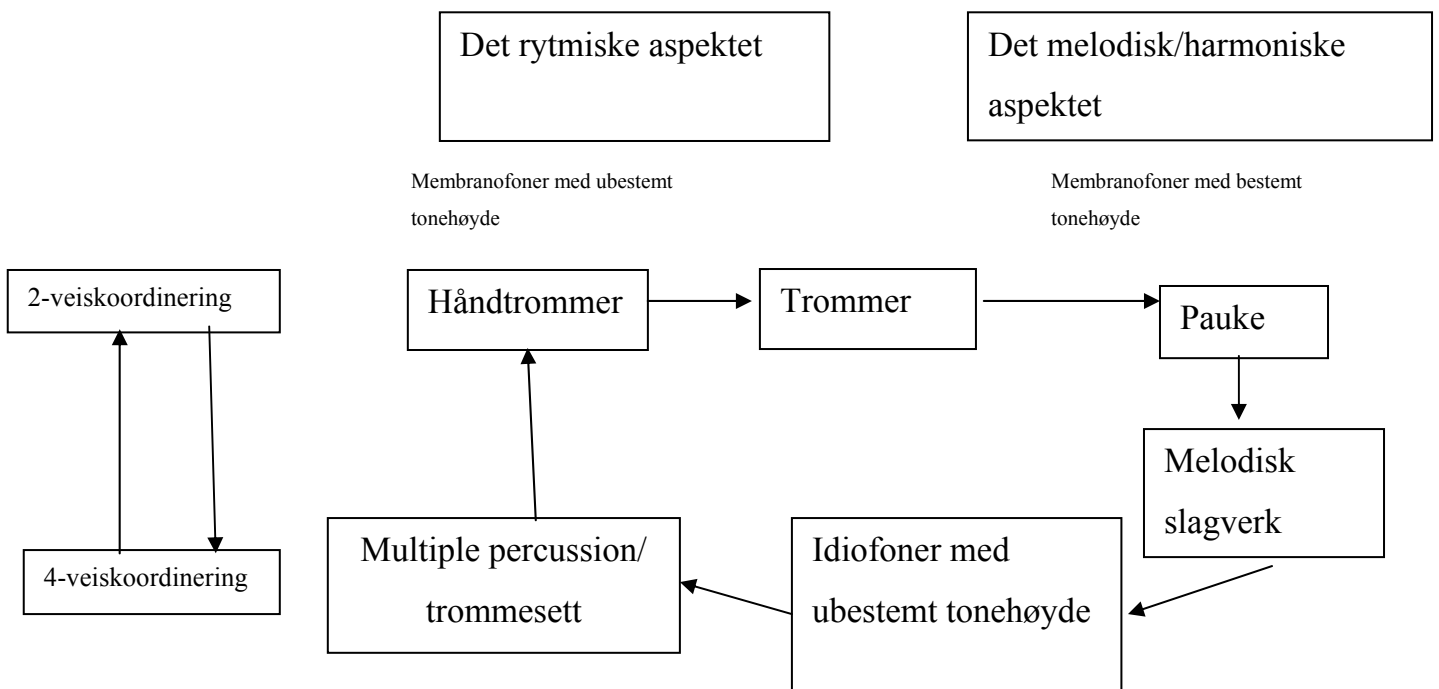 Det rytmiske aspektet
Det melodisk/harmoniske
aspektet
Membranofoner med ubestemt
tonehøyde
Membranofoner med bestemt
tonehøyde
2-veiskoordinering
Håndtrommer
Trommer
Pauke
Melodisk
slagverk
4-veiskoordinering
Multiple percussion/
trommesett
Idiofoner med
ubestemt tonehøyde